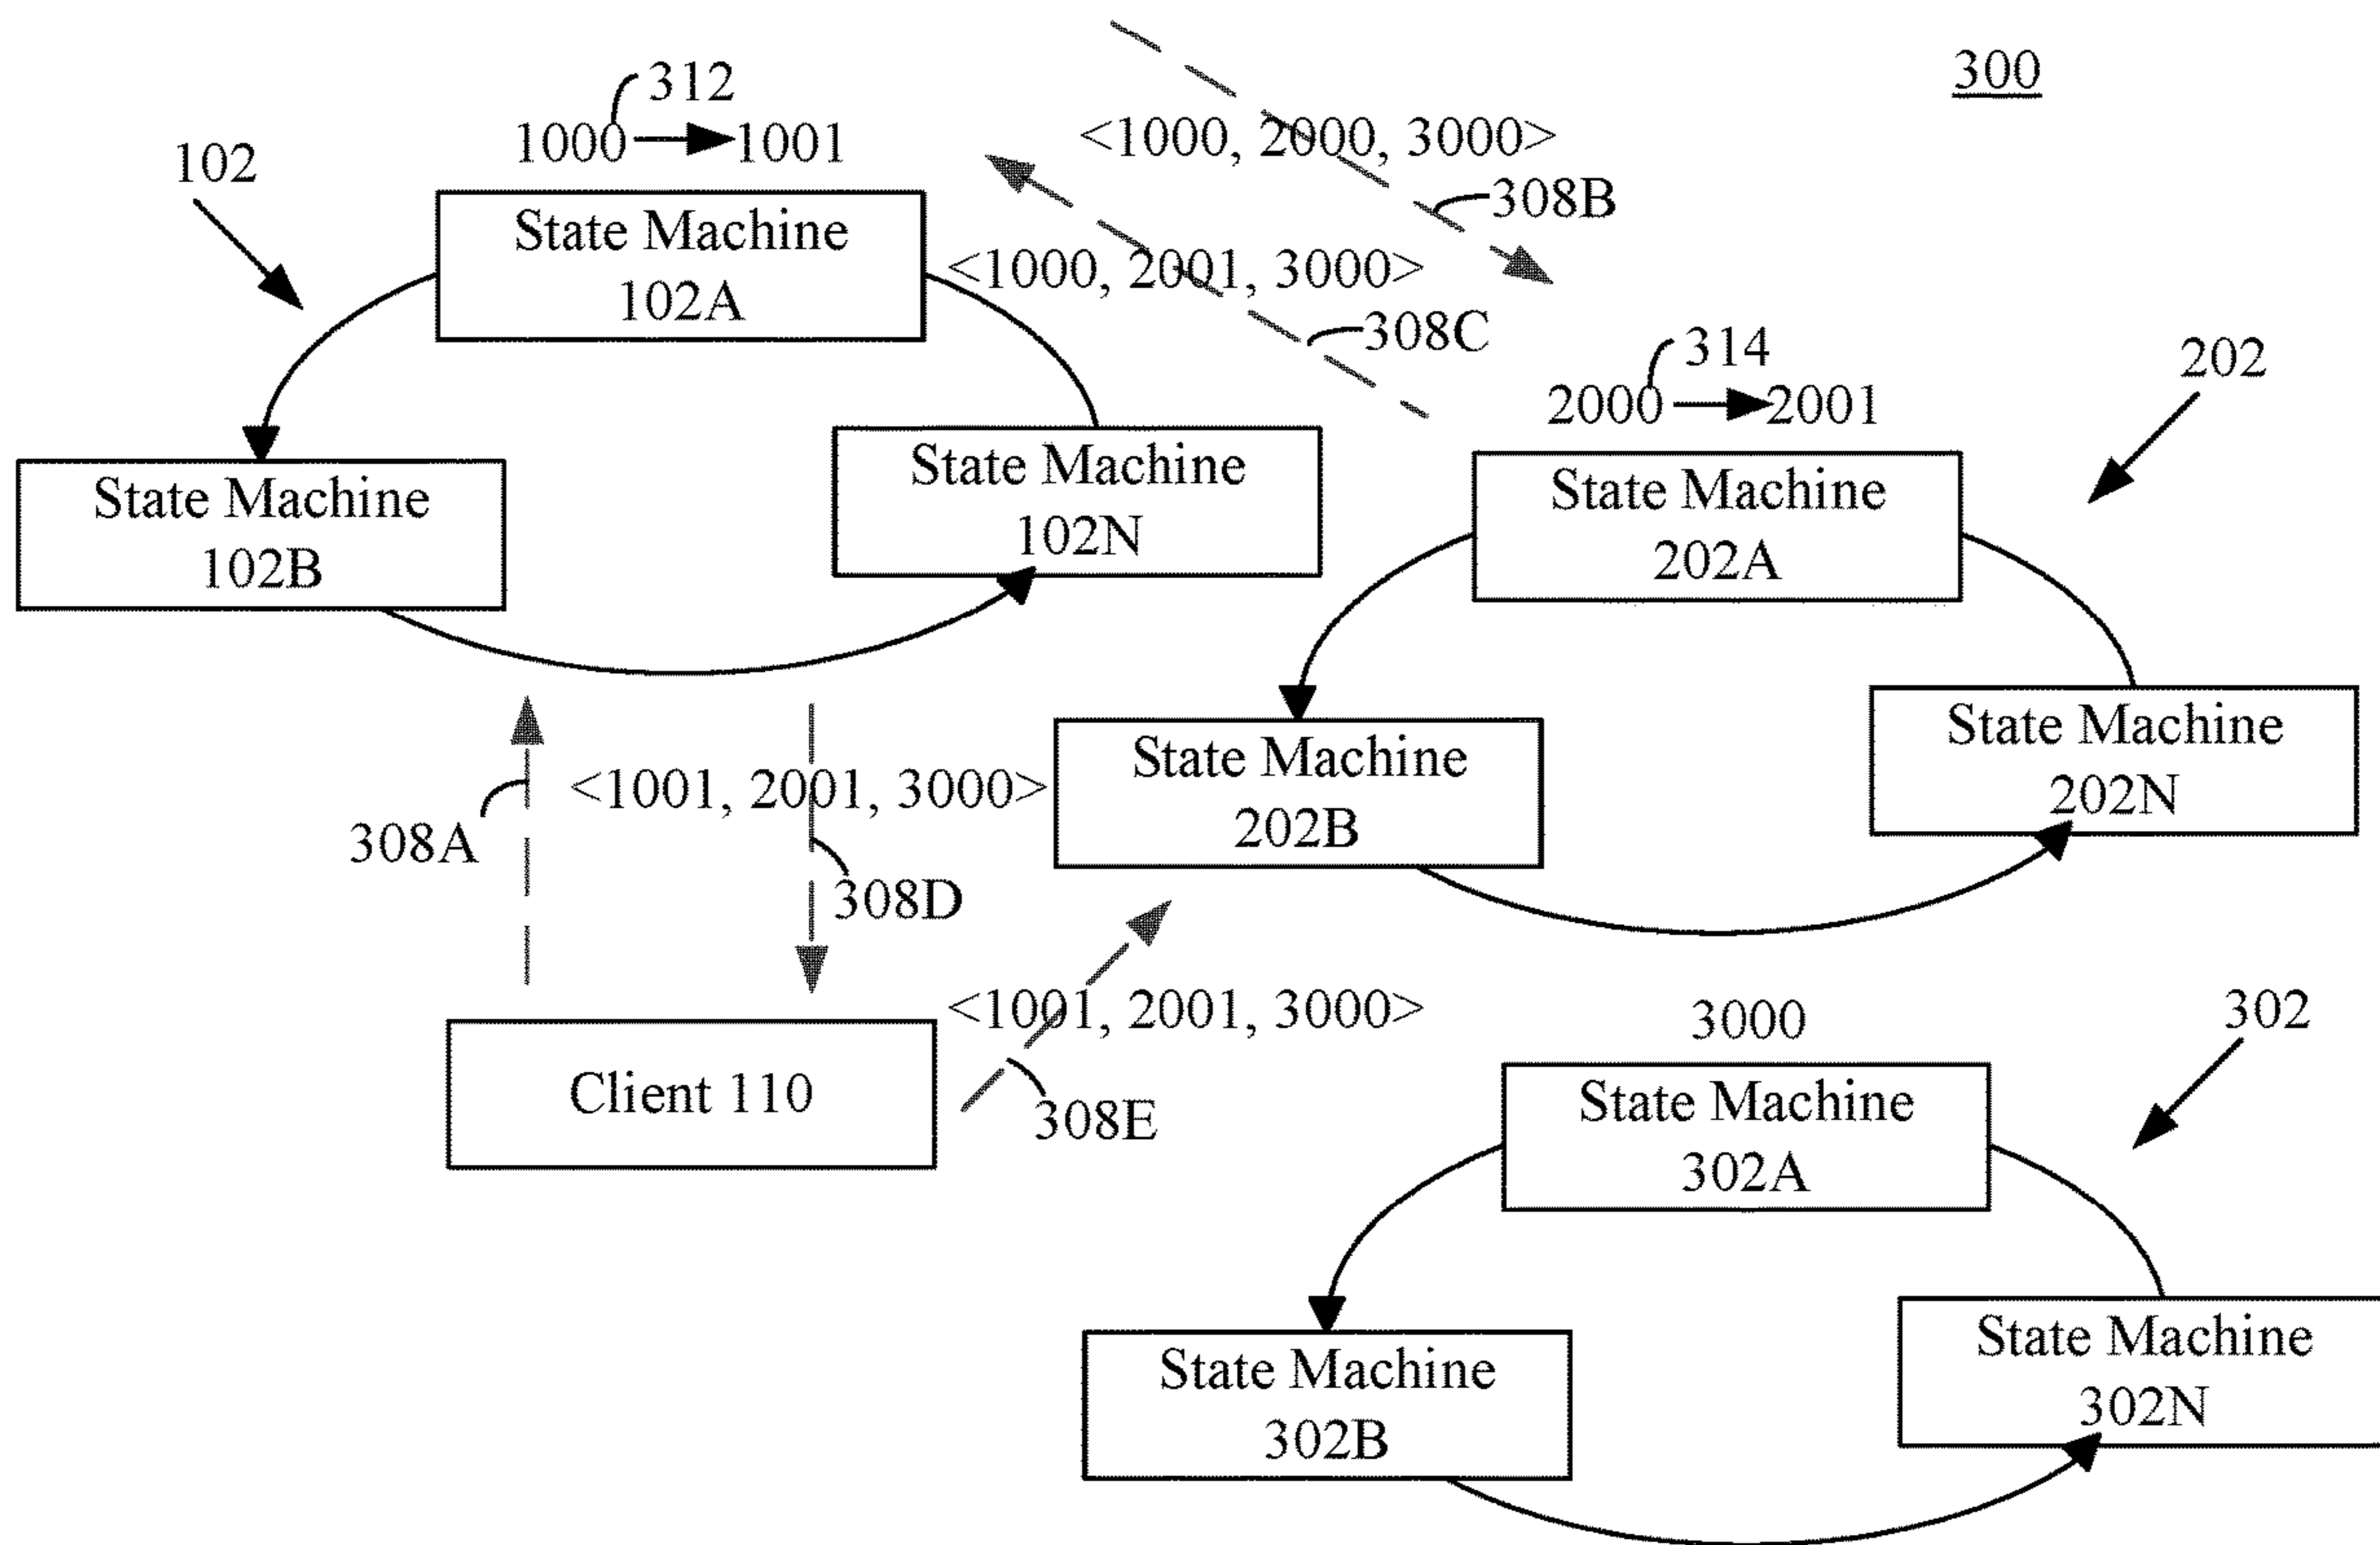 300
312
1000 1001
<1000, 2000, 3000>
102
308B
State Machine
102A
<1000, 2001, 3000>
308C
314
202
2000 2001
State Machine
102B
State Machine
102N
State Machine
202A
State Machine
202B
State Machine
202N
<1001, 2001, 3000>
308A
308D
<1001, 2001, 3000>
308E
Client 110
3000
302
State Machine
302A
State Machine
302B
State Machine
302N